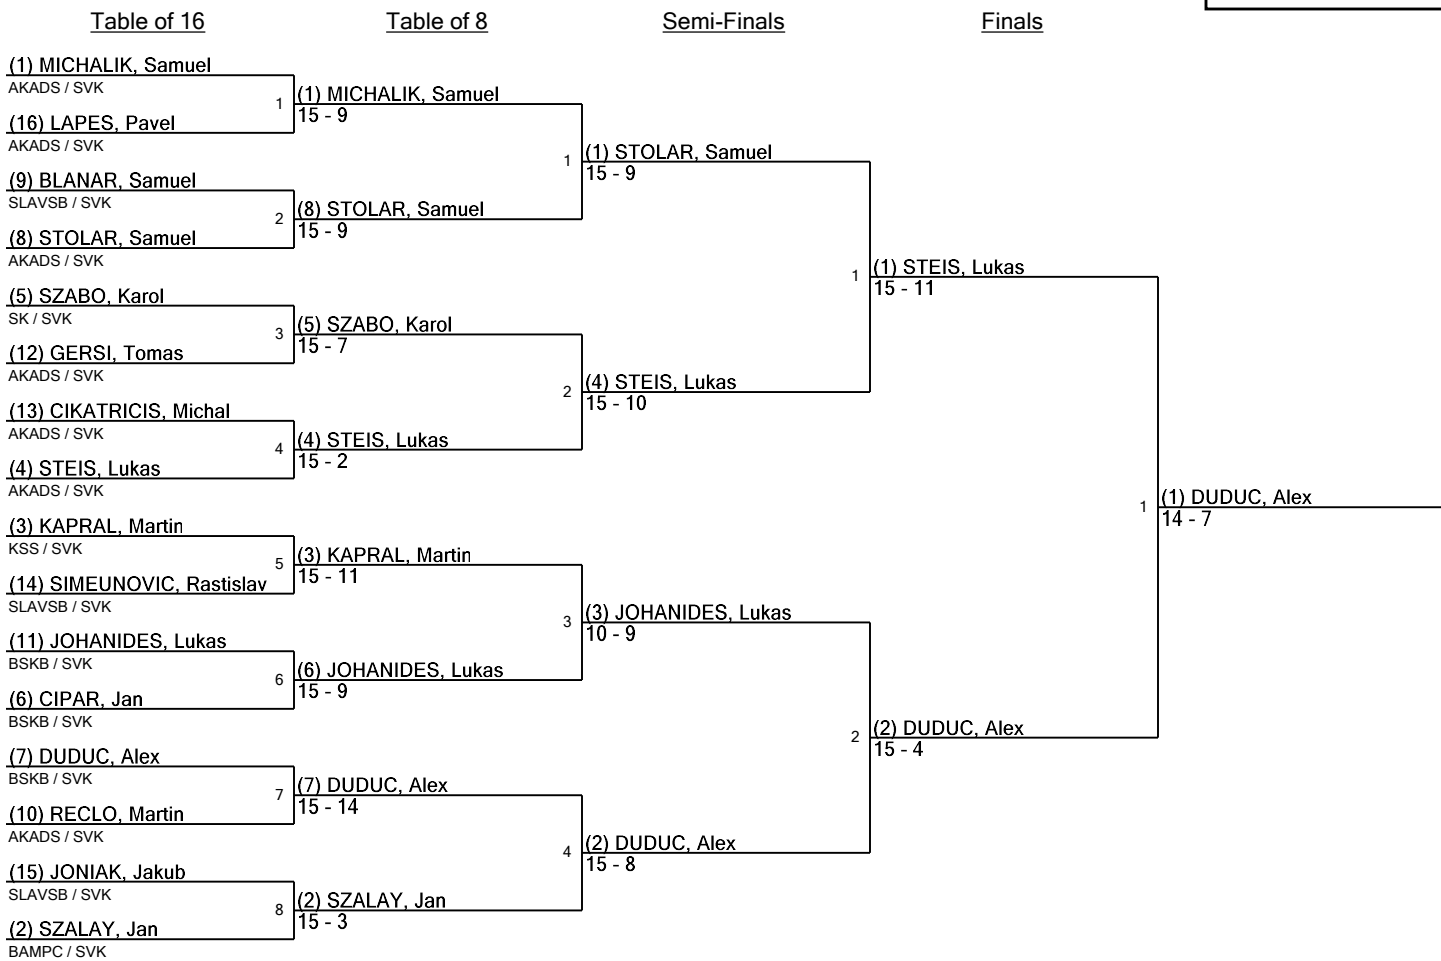 Table of 16
Table of 8
Semi-Finals
Finals
(1) MICHALIK, Samuel
AKADS / SVK
1
(16) LAPES, Pavel
AKADS / SVK
(9) BLANAR, Samuel
SLAVSB / SVK
2
(8) STOLAR, Samuel
AKADS / SVK
(5) SZABO, Karol
SK / SVK
3
(12) GERSI, Tomas
AKADS / SVK
(13) CIKATRICIS, Michal
AKADS / SVK
4
(4) STEIS, Lukas
AKADS / SVK
(3) KAPRAL, Martin
KSS / SVK
5
(14) SIMEUNOVIC, Rastislav
SLAVSB / SVK
(11) JOHANIDES, Lukas
BSKB / SVK
6
(6) CIPAR, Jan
BSKB / SVK
(7) DUDUC, Alex
BSKB / SVK
7
(10) RECLO, Martin
AKADS / SVK
(15) JONIAK, Jakub
SLAVSB / SVK
8
(2) SZALAY, Jan
BAMPC / SVK
(1) MICHALIK, Samuel
15 - 9
1
(8) STOLAR, Samuel
15 - 9
(5) SZABO, Karol
15 - 7
2
(4) STEIS, Lukas
15 - 2
(3) KAPRAL, Martin
15 - 11
3
(6) JOHANIDES, Lukas
15 - 9
(7) DUDUC, Alex
15 - 14
4
(2) SZALAY, Jan
15 - 3
(1) STOLAR, Samuel
15 - 9
1
(4) STEIS, Lukas
15 - 10
(3) JOHANIDES, Lukas
10 - 9
2
(2) DUDUC, Alex
15 - 8
(1) STEIS, Lukas
15 - 11
1
(2) DUDUC, Alex
15 - 4
(1) DUDUC, Alex
14 - 7